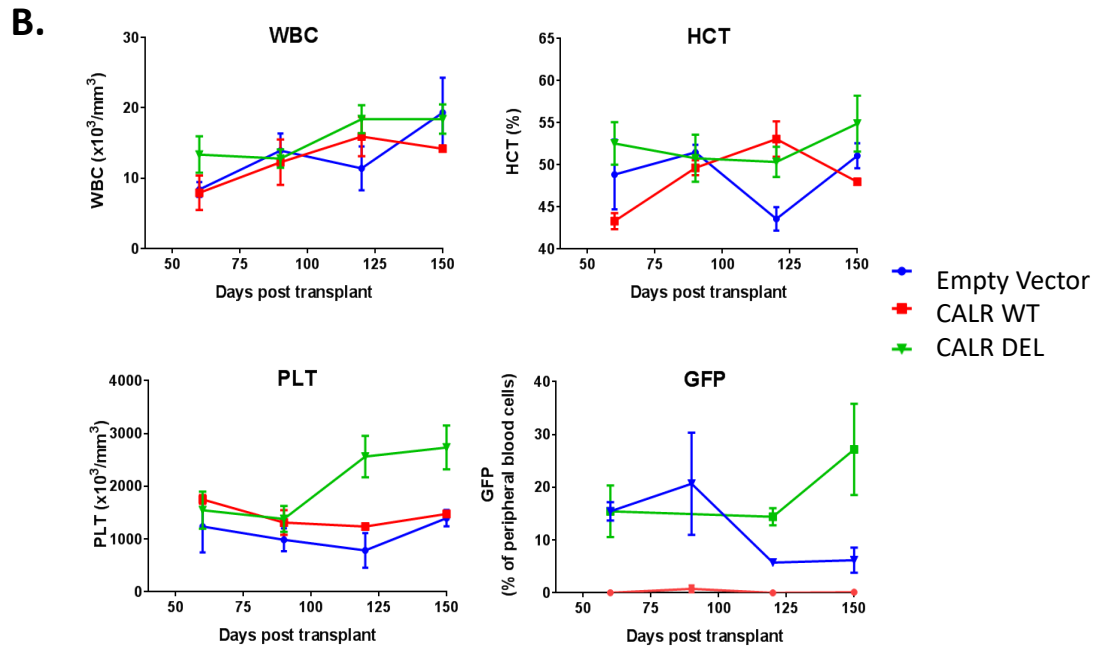 B.
WBC
30
20
10
0
50 75 100 125 150
WBC (x10³/mm³)
Days post transplant
HCT
65
60
55
50
45
40
50 75 100 125 150
HCT (%)
Days post transplant
Empty Vector
CALR WT
CALR DEL
PLT
4000
3000
2000
1000
0
50 75 100 125 150
PLT (x10³/mm³)
Days post transplant
GFP
40
30
20
10
0
50 75 100 125 150
GFP
(% of peripheral blood cells)
Days post transplant